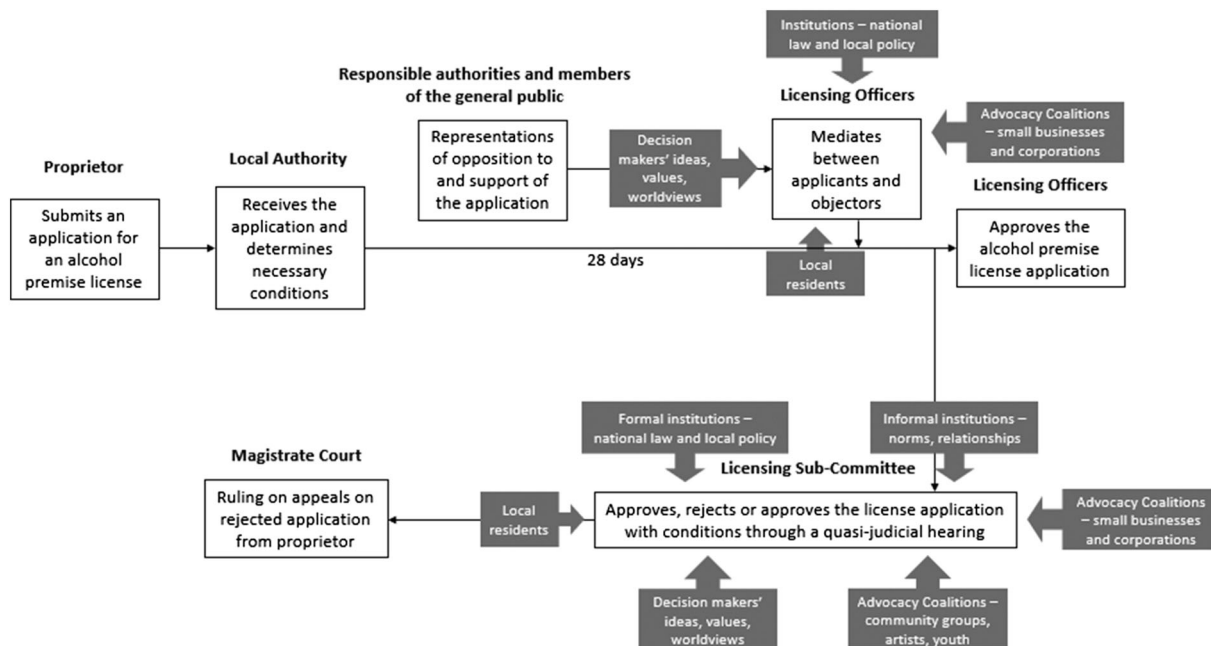 Institutions – national
law and local policy
Responsible authorities and members
of the general public
Licensing Officers
Representations
of opposition to
and support of
the application
Decision
makers’ ideas,
values,
worldviews
Mediates
between
applicants and
objectors
Advocacy Coalitions
– small businesses
and corporations
Proprietor
Submits an
application for
an alcohol
premise license
Local Authority
Receives the
application and
determines
necessary
conditions
28 days
Local
residents
Licensing Officers
Approves the
alcohol premise
license application
Formal institutions –
national law and local policy
Informal institutions –
norms, relationships
Magistrate Court
Ruling on appeals on
rejected application
from proprietor
Local
residents
Licensing Sub-Committee
Approves, rejects or approves the license application
with conditions through a quasi-judicial hearing
Advocacy Coalitions
– small businesses
and corporations
Decision makers’
ideas, values,
worldviews
Advocacy Coalitions –
community groups,
artists, youth